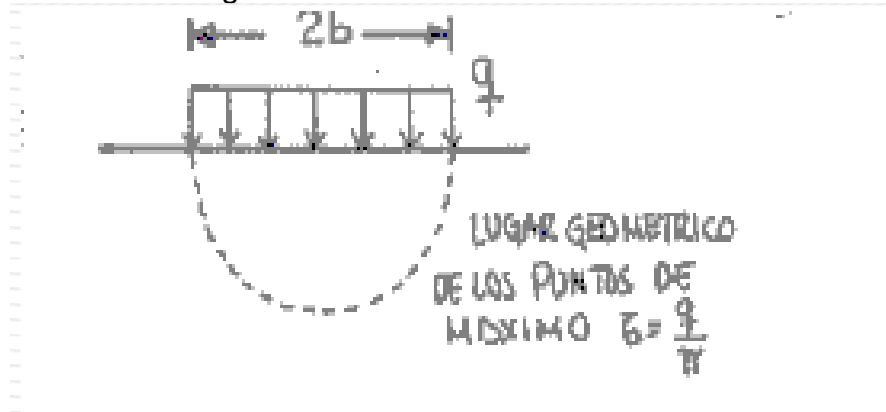 2b
q
LUGAR GEOMETRICO
DE LOS PUNTOS DE
MAXIMO = q/π